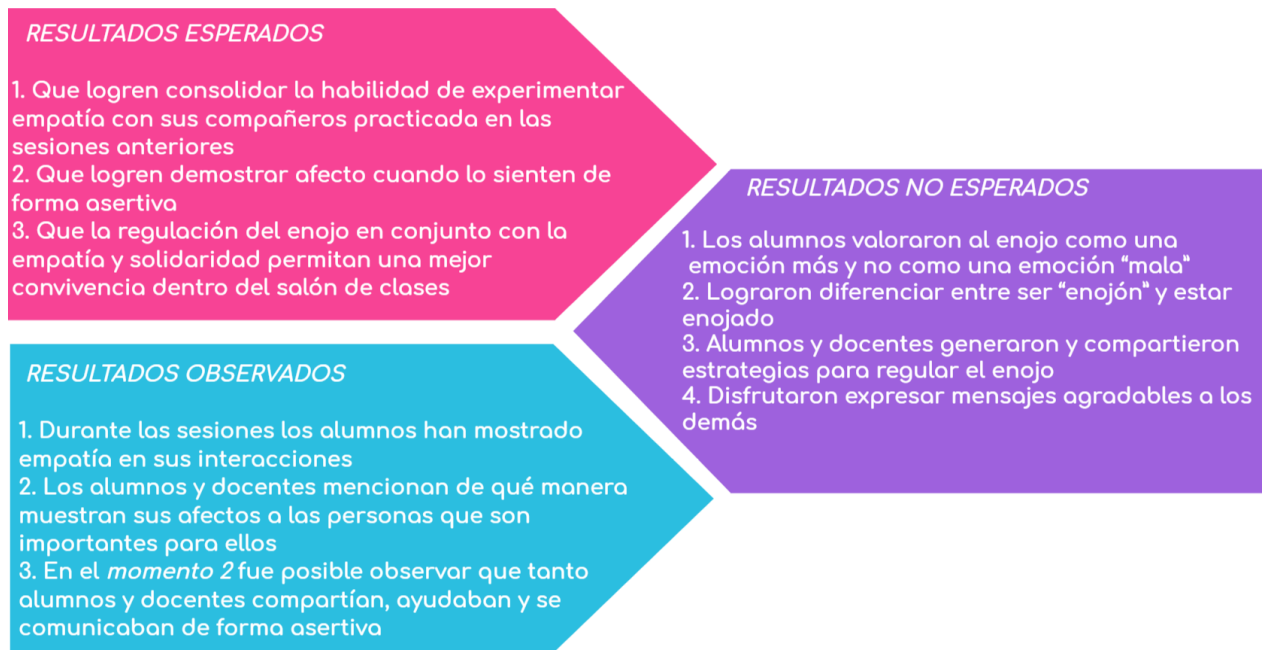 RESULTADOS ESPERADOS
1. Que logren consolidar la habilidad de experimentar
empatía con sus compañeros practicada en las
sesiones anteriores
2. Que logren demostrar afecto cuando lo sienten de
forma asertiva
3. Que la regulación del enojo en conjunto con la
empatía y solidaridad permitan una mejor
convivencia dentro del salón de clases
RESULTADOS NO ESPERADOS
1. Los alumnos valoraron al enojo como una
emoción más y no como una emoción “mala”
2. Lograron diferenciar entre ser “enojón” y estar
enojado
3. Alumnos y docentes generaron y compartieron
estrategias para regular el enojo
4. Disfrutaron expresar mensajes agradables a los
demás
RESULTADOS OBSERVADOS
1. Durante las sesiones los alumnos han mostrado
empatía en sus interacciones
2. Los alumnos y docentes mencionan de qué manera
muestran sus afectos a las personas que son
importantes para ellos
3. En el momento 2 fue posible observar que tanto
alumnos y docentes compartían, ayudaban y se
comunicaban de forma asertiva